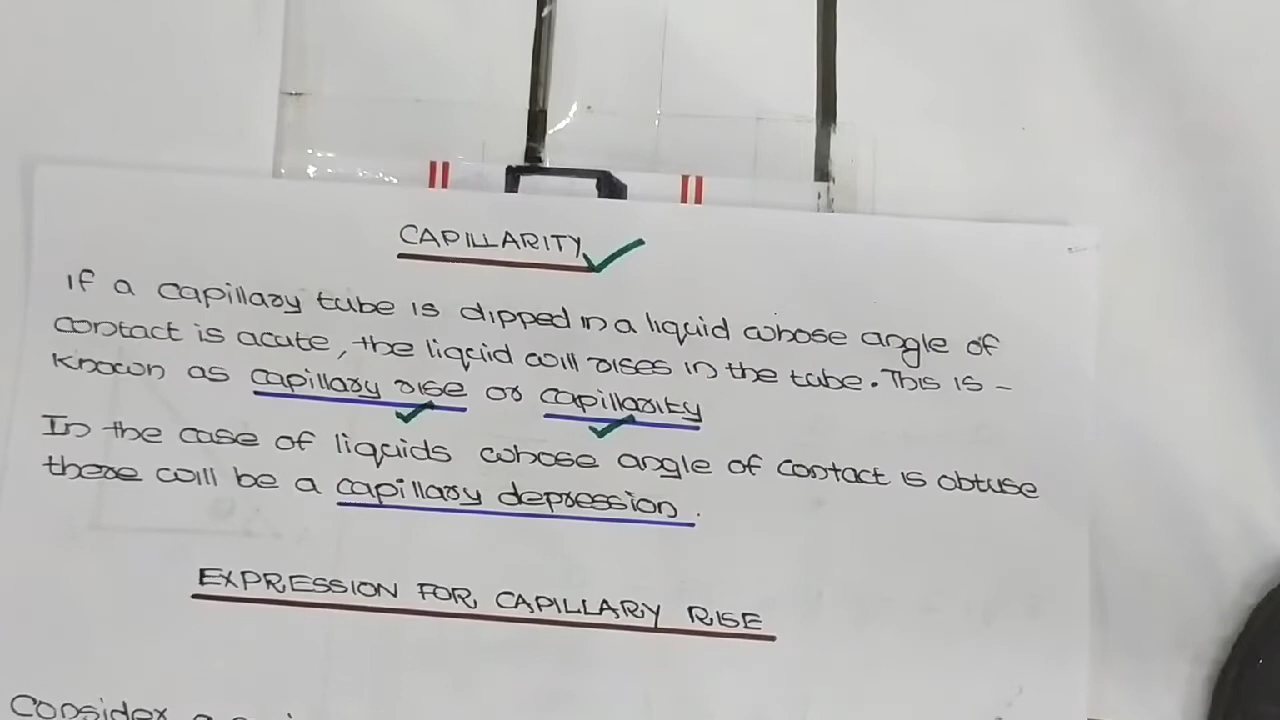 CAPILLARITY
If a capillary tube is dipped in a liquid whose angle of
contact is acute, the liquid will rises in the tube. This is -
known as capillary rise or capillarity
In the case of liquids whose angle of contact is obtuse
there will be a capillary depression.
EXPRESSION FOR CAPILLARY RISE
Consider a